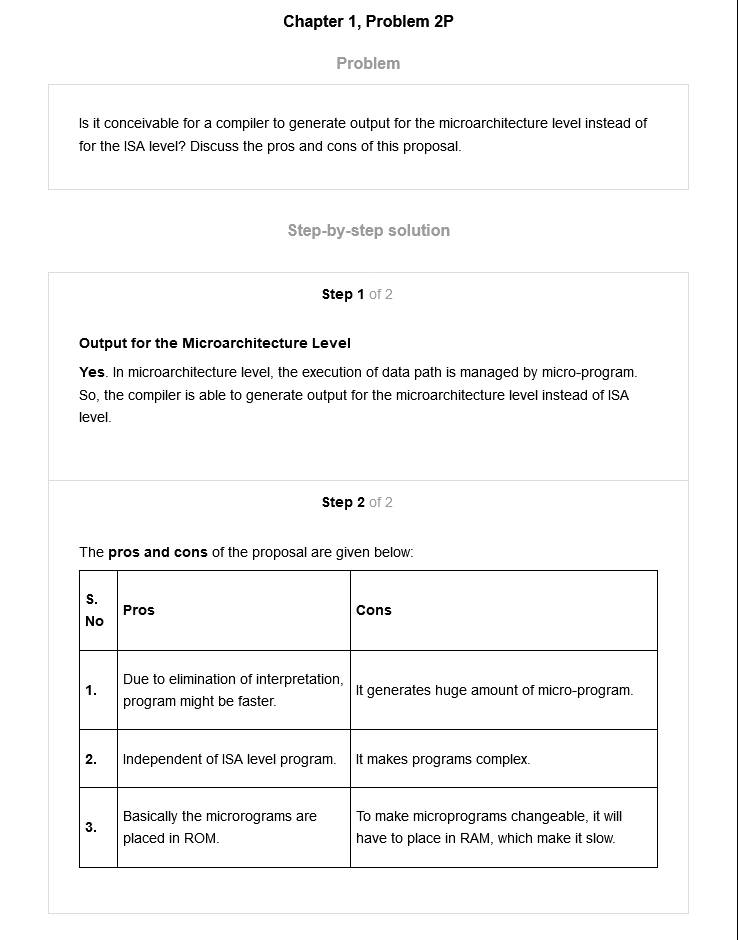 Chapter 1, Problem 2P
Problem
Is it conceivable for a compiler to generate output for the microarchitecture level instead of
for the ISA level? Discuss the pros and cons of this proposal.
Step-by-step solution
Step 1 of 2
Output for the Microarchitecture Level
Yes. In microarchitecture level, the execution of data path is managed by micro-program.
So, the compiler is able to generate output for the microarchitecture level instead of ISA
level.
Step 2 of 2
The pros and cons of the proposal are given below:
S.
No
Pros
Cons
1.
Due to elimination of interpretation,
program might be faster.
It generates huge amount of micro-program.
2.
Independent of ISA level program.
It makes programs complex.
3.
Basically the microrograms are
placed in ROM.
To make microprograms changeable, it will
have to place in RAM, which make it slow.